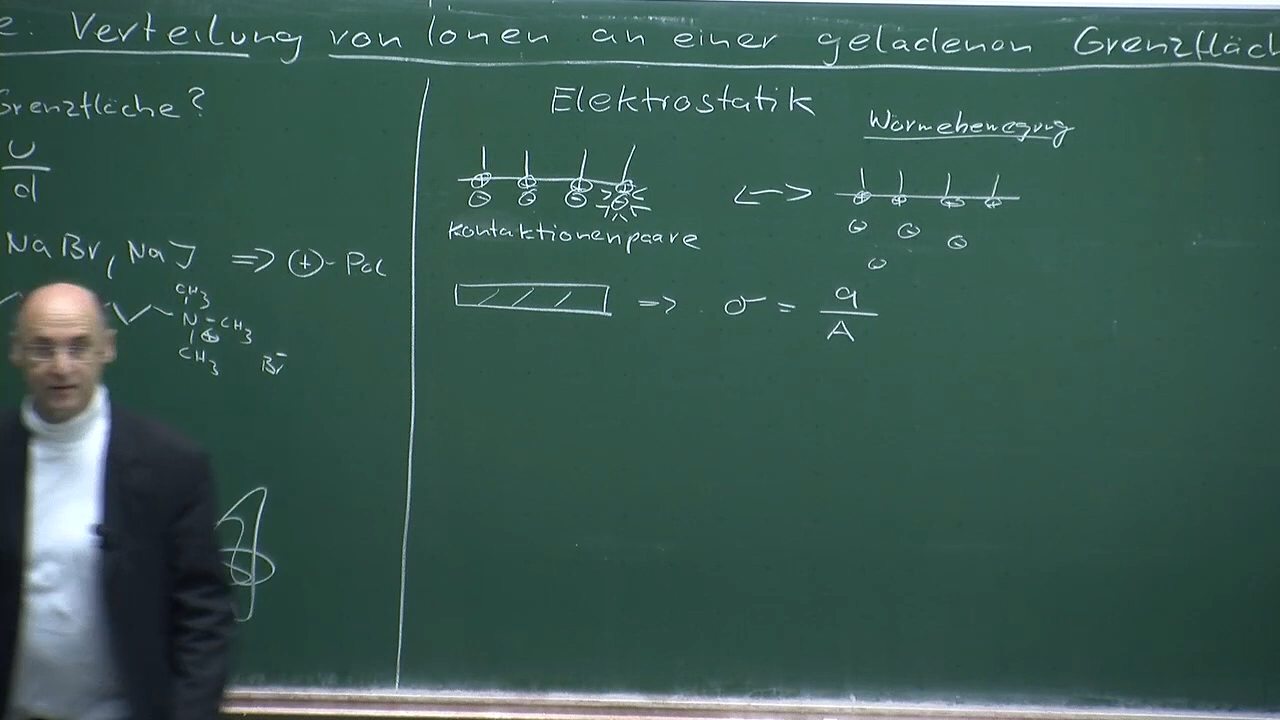 e. Verteilung von Ionen an einer geladenen Grenzfläch
Grenzfläche?
U
d
NaBr, NaJ => ⊕-Pol
CH3
N-CH3
⊕
CH3
Br-
Elektrostatik
Wärmebewegung
⊕ ⊕ ⊕ ⊕
⊖ ⊖ ⊖ ⊖
<-->
⊕ ⊕ ⊕ ⊕
⊖ ⊖ ⊖
⊖
Kontaktionenpaare
=> σ = q
A